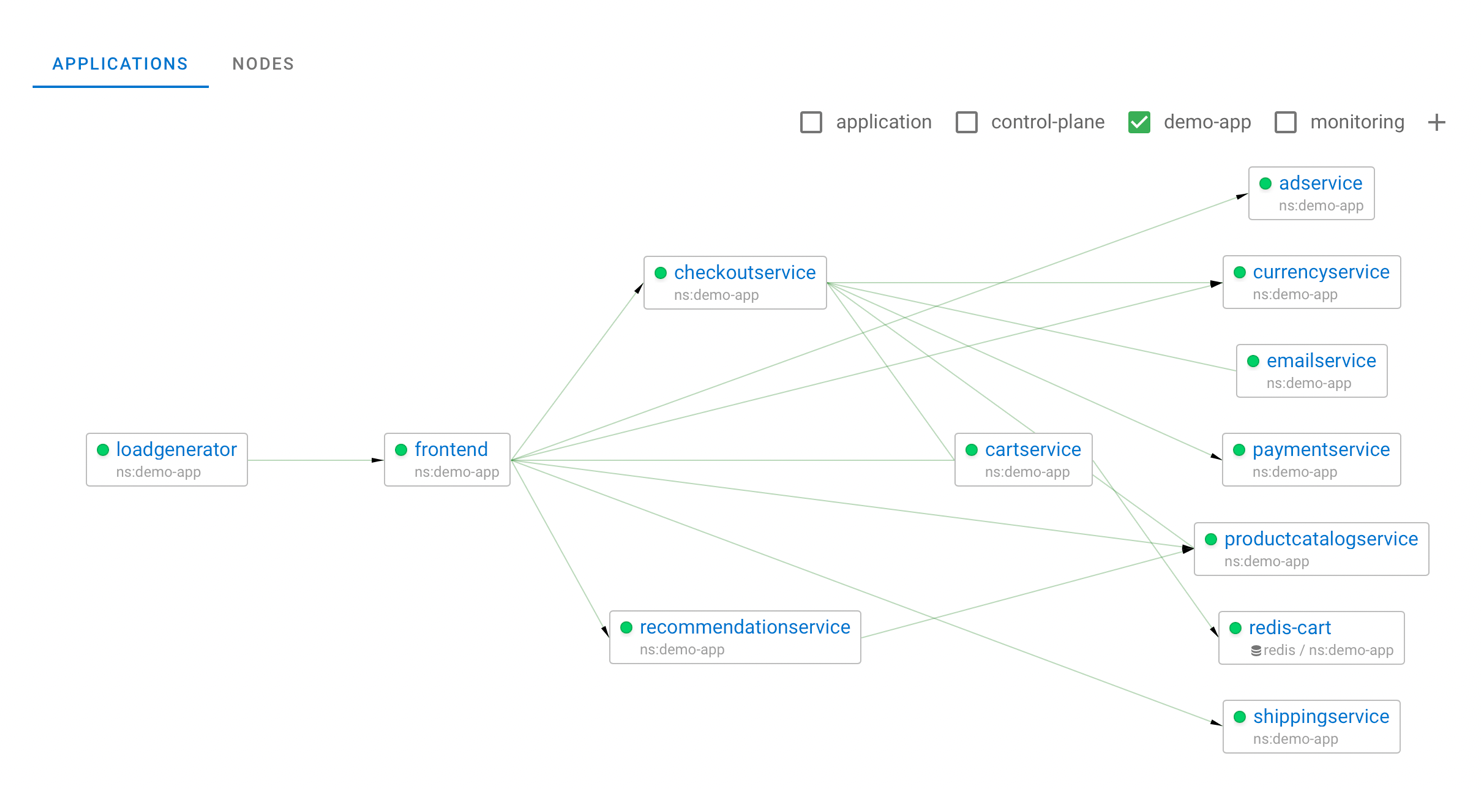 APPLICATIONS NODES
application control-plane demo-app monitoring +
adservice
ns:demo-app
checkoutservice
ns:demo-app
currencyservice
ns:demo-app
emailservice
ns:demo-app
loadgenerator
ns:demo-app
frontend
ns:demo-app
cartservice
ns:demo-app
paymentservice
ns:demo-app
productcatalogservice
ns:demo-app
recommendationservice
ns:demo-app
redis-cart
redis / ns:demo-app
shippingservice
ns:demo-app